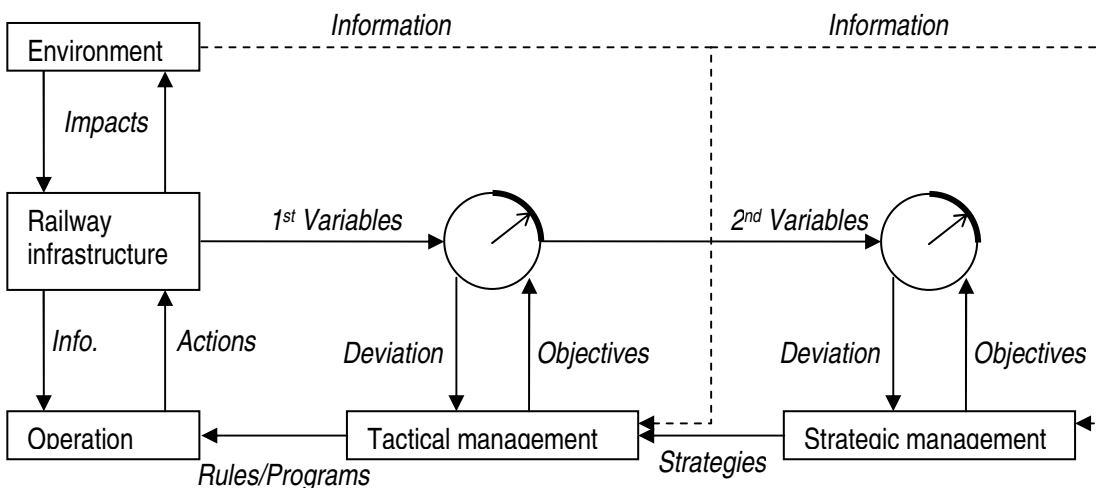 Information
Information
Environment
Impacts
Railway
infrastructure
1st Variables
2nd Variables
Info.
Actions
Deviation
Objectives
Deviation
Objectives
Operation
Tactical management
Strategic management
Rules/Programs
Strategies